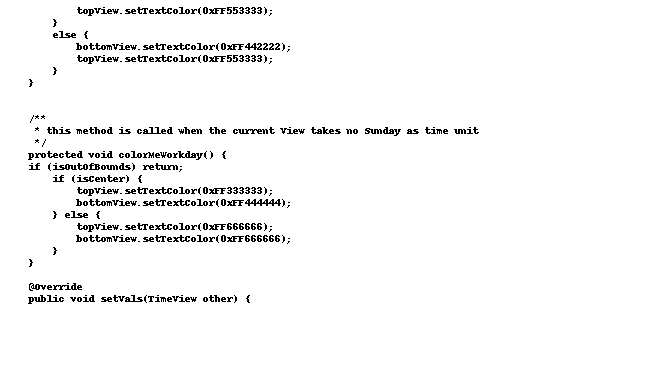 topView.setTextColor(0xFF553333);
}
else {
bottomView.setTextColor(0xFF442222);
topView.setTextColor(0xFF553333);
}
}
/**
* this method is called when the current View takes no Sunday as time unit
*/
protected void colorMeWorkday() {
if (isOutOfBounds) return;
if (isCenter) {
topView.setTextColor(0xFF333333);
bottomView.setTextColor(0xFF444444);
} else {
topView.setTextColor(0xFF666666);
bottomView.setTextColor(0xFF666666);
}
}
@Override
public void setVals(TimeView other) {